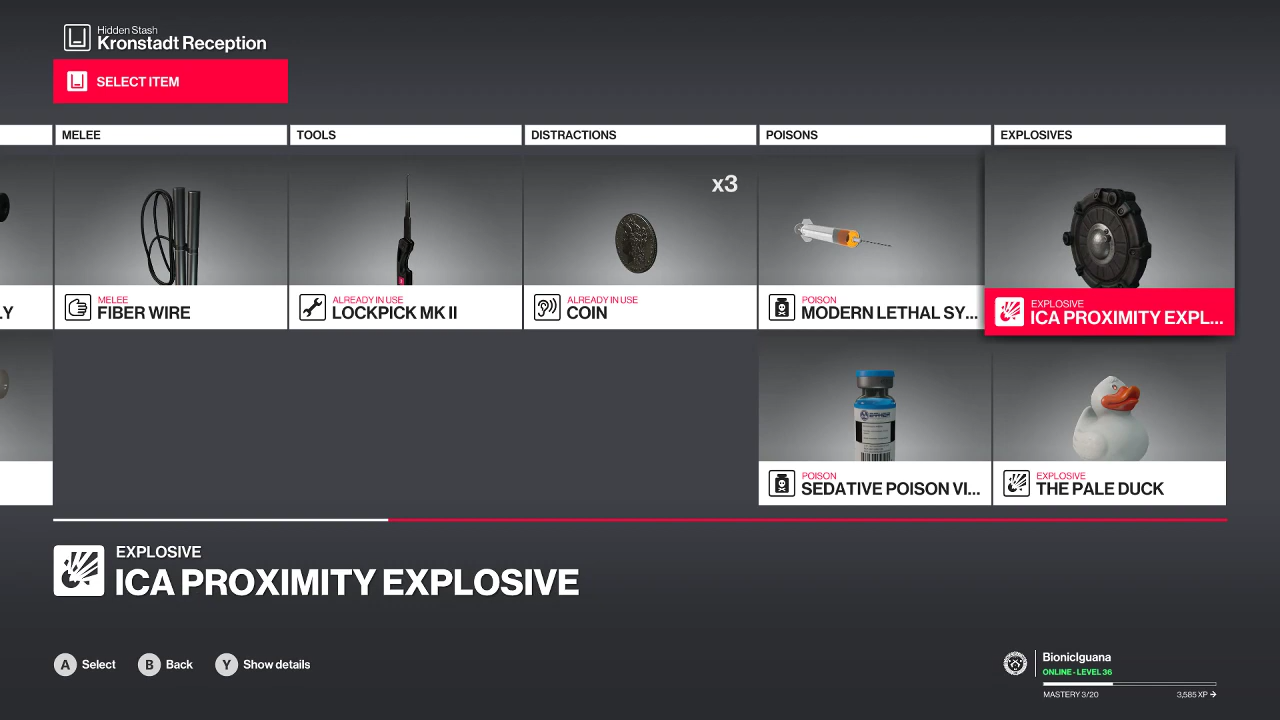 Hidden Stash
Kronstadt Reception
SELECT ITEM
MELEE
TOOLS
DISTRACTIONS
POISONS
EXPLOSIVES
x3
LY
MELEE
FIBER WIRE
ALREADY IN USE
LOCKPICK MK II
ALREADY IN USE
COIN
POISON
MODERN LETHAL SY...
EXPLOSIVE
ICA PROXIMITY EXPL...
POISON
SEDATIVE POISON VI...
EXPLOSIVE
THE PALE DUCK
EXPLOSIVE
ICA PROXIMITY EXPLOSIVE
A Select
B Back
Y Show details
BionicIguana
ONLINE - LEVEL 36
MASTERY 3/20
3,585 XP →